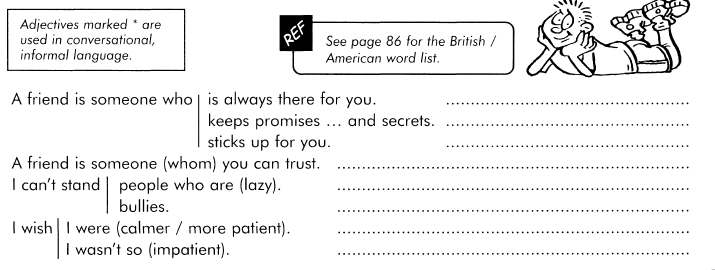 Adjectives marked * are
used in conversational,
informal language.
REF
See page 86 for the British /
American word list.
A friend is someone who is always there for you. ........................................
keeps promises ... and secrets. ........................................
sticks up for you. ........................................
A friend is someone (whom) you can trust. ........................................
I can't stand people who are (lazy). ........................................
bullies. ........................................
I wish I were (calmer / more patient). ........................................
I wasn't so (impatient). ........................................